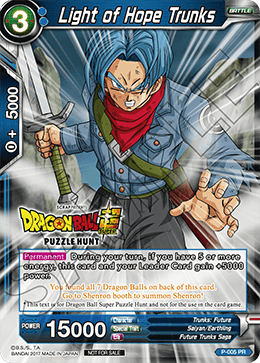 3
Light of Hope Trunks
BATTLE
+ 5000
SCRAPPED!!!
DRAGON BALL
SUPER
PUZZLE HUNT
Permanent During your turn, if you have 5 or more
energy, this card and your Leader Card gain +5000
power.
You found all 7 Dragon Balls on back of this card.
Go to Shenron booth to summon Shenron!
*This text is for Dragon Ball Super Puzzle Hunt and not for use in the card game.
©B.S./S., T.A.
BANDAI 2017 MADE IN JAPAN
NOT FOR SALE
P-005 PR
POWER
15000
Character
Trunks: Future
Special Trait
Saiyan/Earthling
Era
Future Trunks Saga